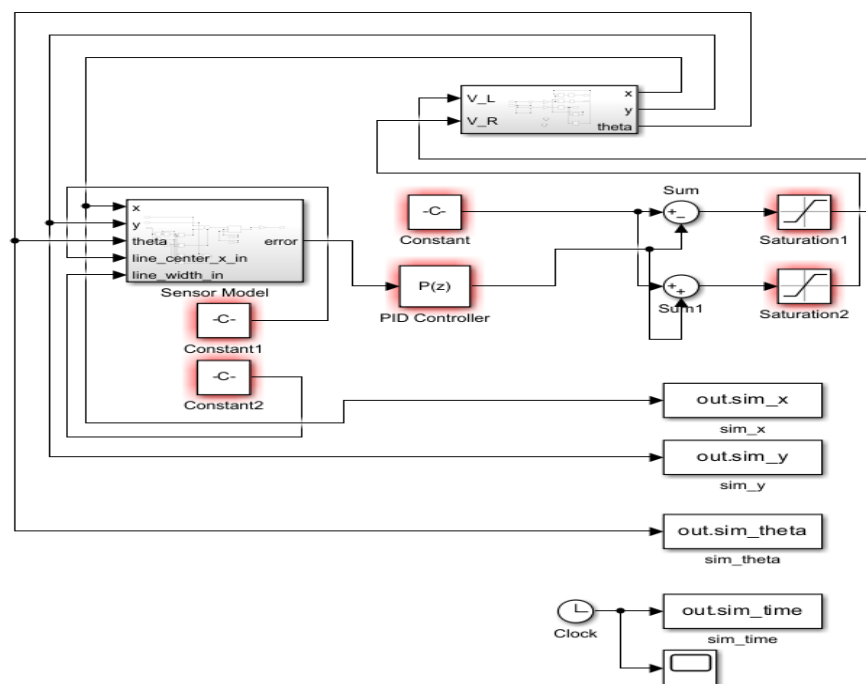 V_L
V_R
x
y
theta
x
y
theta
line_center_x_in
line_width_in
error
Sensor Model
-C-
Constant
P(z)
PID Controller
Sum
+
−
+
+
Sum1
Saturation1
Saturation2
-C-
Constant1
-C-
Constant2
out.sim_x
sim_x
out.sim_y
sim_y
out.sim_theta
sim_theta
Clock
out.sim_time
sim_time